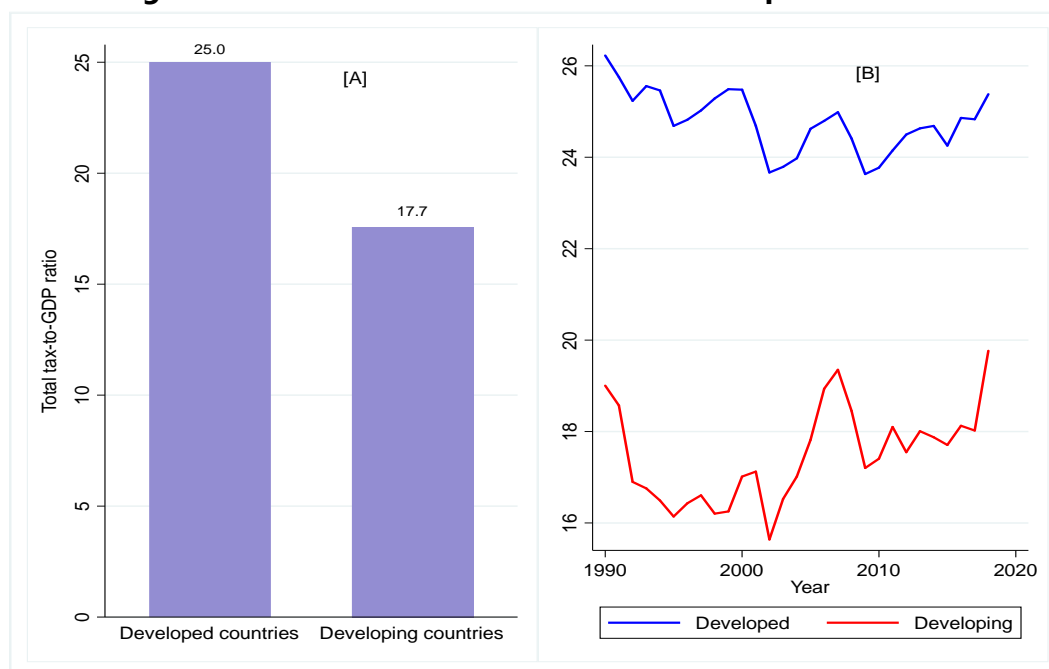 25.0
[A]
17.7
Total tax-to-GDP ratio
25
20
15
10
5
0
Developed countries
Developing countries
[B]
26
24
22
20
18
16
1990
2000
2010
2020
Year
Developed
Developing